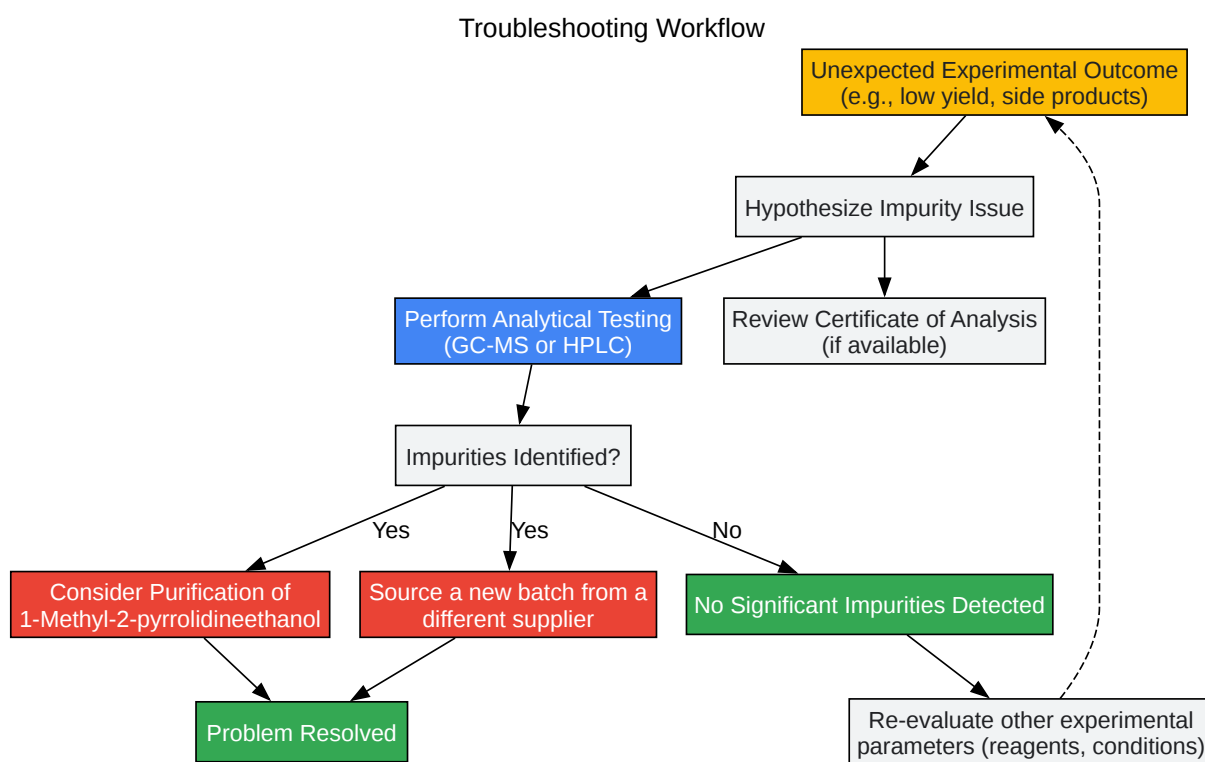 Troubleshooting Workflow
Unexpected Experimental Outcome
(e.g., low yield, side products)
Hypothesize Impurity Issue
Perform Analytical Testing
(GC-MS or HPLC)
Review Certificate of Analysis
(if available)
Impurities Identified?
Yes
Yes
No
Consider Purification of
1-Methyl-2-pyrrolidineethanol
Source a new batch from a
different supplier
No Significant Impurities Detected
Problem Resolved
Re-evaluate other experimental
parameters (reagents, conditions)